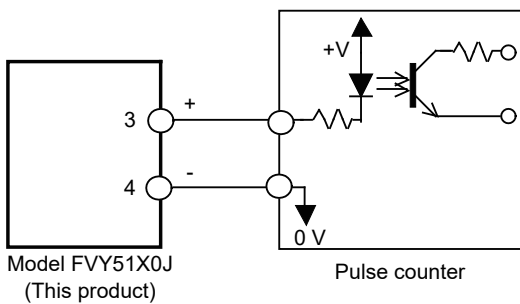 +V
3
+
4
-
0 V
Model FVY51X0J
(This product)
Pulse counter